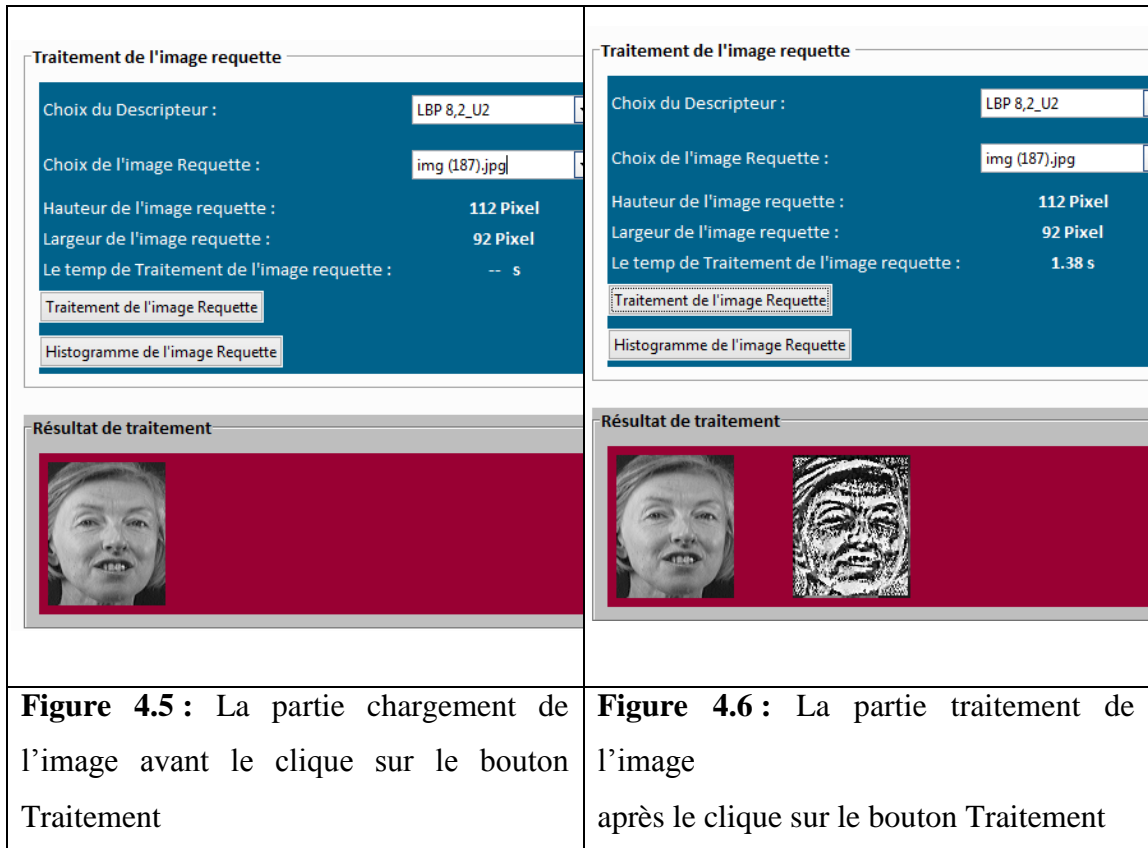 Traitement de l'image requette
Choix du Descripteur :
LBP 8,2_U2
Choix de l'image Requette :
img (187).jpg
Hauteur de l'image requette :
112 Pixel
Largeur de l'image requette :
92 Pixel
Le temp de Traitement de l'image requette :
-- s
Traitement de l'image Requette
Histogramme de l'image Requette
Résultat de traitement
Figure 4.5 : La partie chargement de
l’image avant le clique sur le bouton
Traitement
Traitement de l'image requette
Choix du Descripteur :
LBP 8,2_U2
Choix de l'image Requette :
img (187).jpg
Hauteur de l'image requette :
112 Pixel
Largeur de l'image requette :
92 Pixel
Le temp de Traitement de l'image requette :
1.38 s
Traitement de l'image Requette
Histogramme de l'image Requette
Résultat de traitement
Figure 4.6 : La partie traitement de
l’image
après le clique sur le bouton Traitement